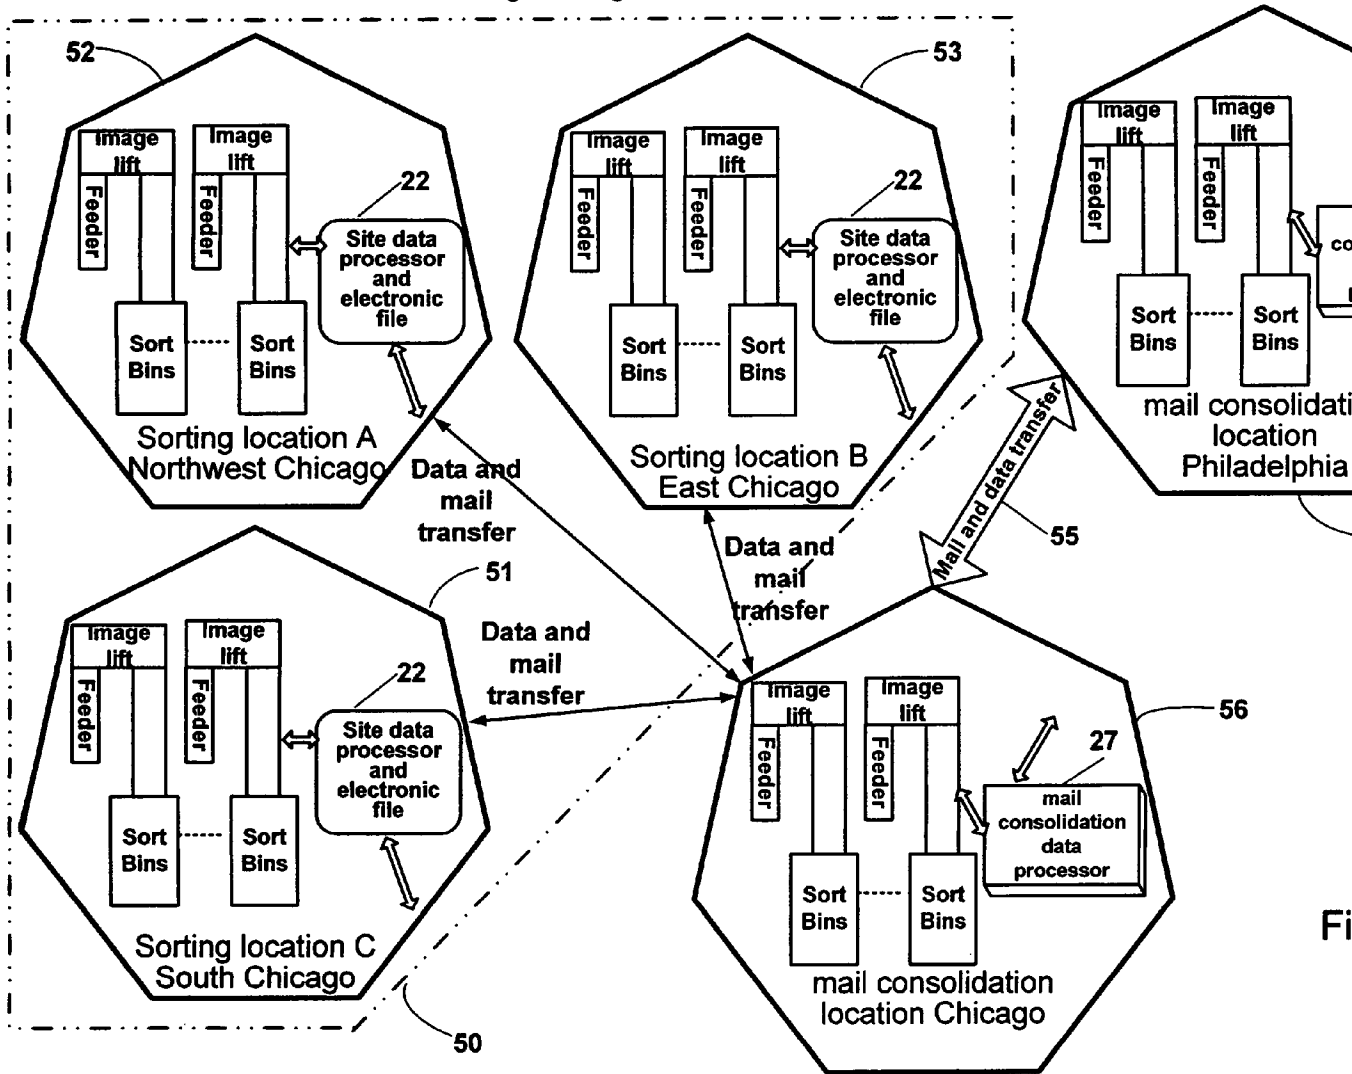 52
Image
lift
Image
lift
Feeder
Feeder
22
Site data
processor
and
electronic
file
Sort
Bins
Sort
Bins
Sorting location A
Northwest Chicago
53
Image
lift
Image
lift
Feeder
Feeder
22
Site data
processor
and
electronic
file
Sort
Bins
Sort
Bins
Sorting location B
East Chicago
Image
lift
Image
lift
Feeder
Feeder
Sort
Bins
Sort
Bins
mail
location
Philadelphia
Data and
mail
transfer
Data and
mail
transfer
Mail and data transfer
55
51
Data and
mail
transfer
Image
lift
Image
lift
Feeder
Feeder
22
Site data
processor
and
electronic
file
Sort
Bins
Sort
Bins
Sorting location C
South Chicago
50
Image
lift
Image
lift
Feeder
Feeder
56
27
mail
consolidation
data
processor
Sort
Bins
Sort
Bins
mail consolidation
location Chicago